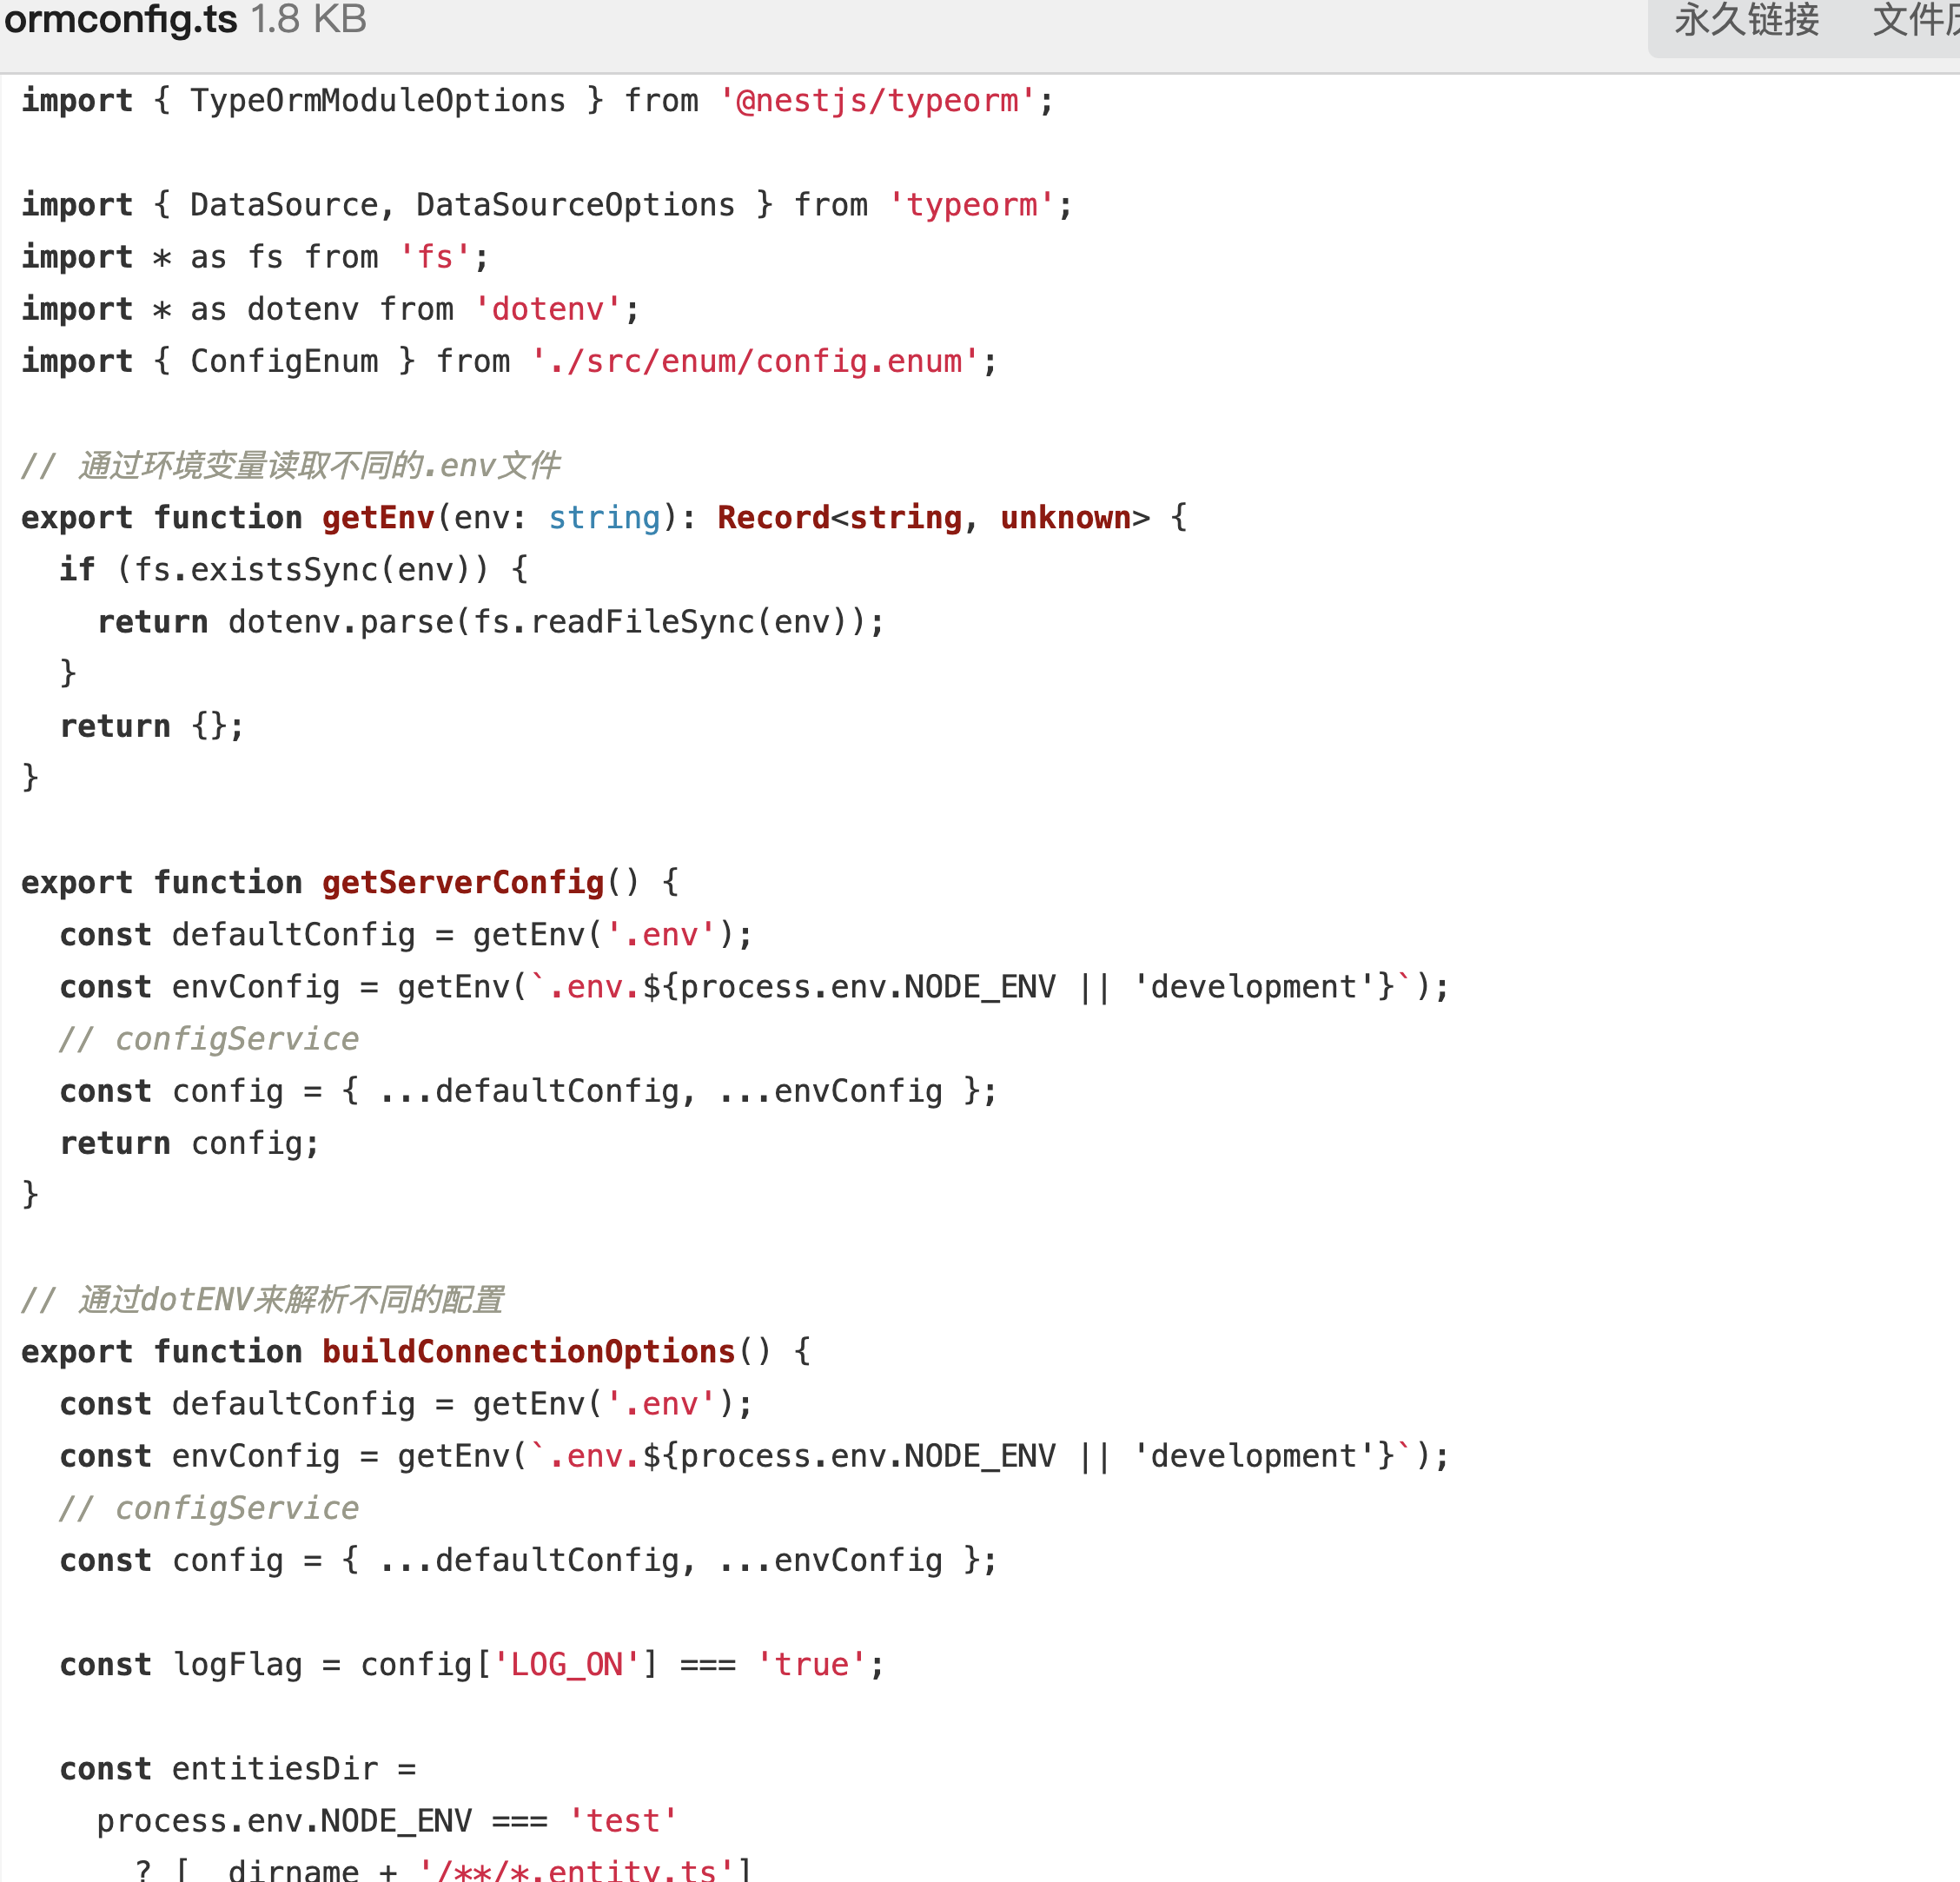 ormconfig.ts 1.8 KB
永久链接 文件
import { TypeOrmModuleOptions } from '@nestjs/typeorm';
import { DataSource, DataSourceOptions } from 'typeorm';
import * as fs from 'fs';
import * as dotenv from 'dotenv';
import { ConfigEnum } from './src/enum/config.enum';
// 通过环境变量读取不同的.env文件
export function getEnv(env: string): Record<string, unknown> {
if (fs.existsSync(env)) {
return dotenv.parse(fs.readFileSync(env));
}
return {};
}
export function getServerConfig() {
const defaultConfig = getEnv('.env');
const envConfig = getEnv(`.env.${process.env.NODE_ENV || 'development'}`);
// configService
const config = { ...defaultConfig, ...envConfig };
return config;
}
// 通过dotENV来解析不同的配置
export function buildConnectionOptions() {
const defaultConfig = getEnv('.env');
const envConfig = getEnv(`.env.${process.env.NODE_ENV || 'development'}`);
// configService
const config = { ...defaultConfig, ...envConfig };
const logFlag = config['LOG_ON'] === 'true';
const entitiesDir =
process.env.NODE_ENV === 'test'
? [__dirname + '/**/*.entity.ts']